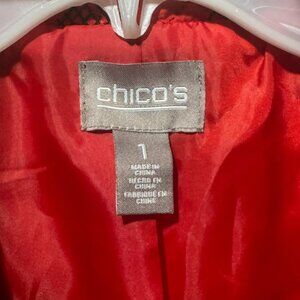 chico's
1
MADE IN
CHINA
HECHO EN
CHINA
FABRIQUÉ EN
CHINE